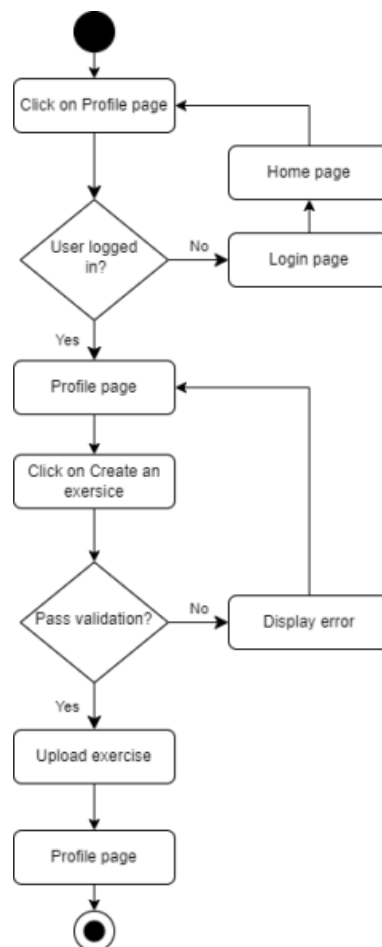 Click on Profile page
Home page
User logged
in?
No
Login page
Yes
Profile page
Click on Create an
exersice
Pass validation?
No
Display error
Yes
Upload exercise
Profile page